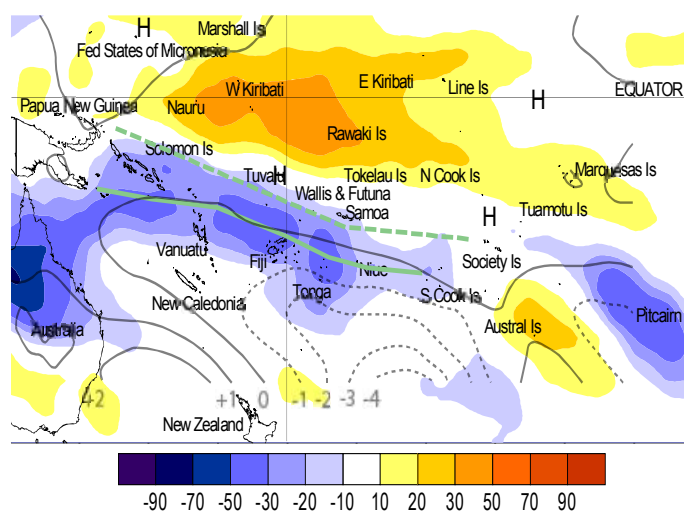 H
Marshall Is
Fed States of Micronesia
W Kiribati
E Kiribati
Line Is
EQUATOR
H
Papua New Guinea
Nauru
Rawaki Is
Solomon Is
Tuvalu
H
Tokelau Is
N Cook Is
Marquesas Is
Wallis & Futuna
Samoa
H
Tuamotu Is
Vanuatu
Fiji
Niue
Society Is
Tonga
S Cook Is
New Caledonia
Pitcairn
Australia
Austral Is
+2
+1
0
-1
-2
-3
-4
New Zealand
-90 -70 -50 -30 -20 -10 10 20 30 50 70 90